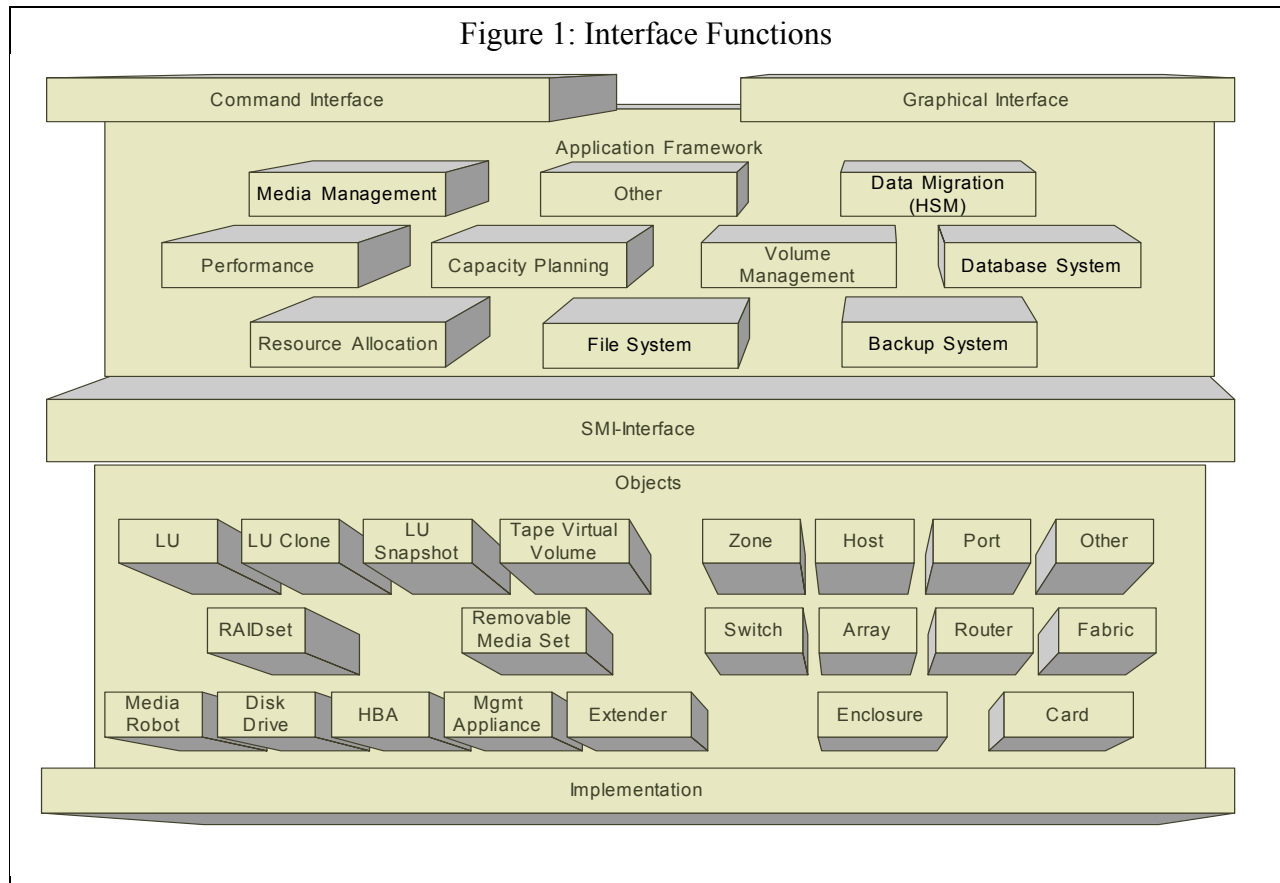 Figure 1: Interface Functions
Command Interface
Graphical Interface
Application Framework
Media Management
Other
Data Migration
(HSM)
Performance
Capacity Planning
Volume
Management
Database System
Resource Allocation
File System
Backup System
SMI-Interface
Objects
LU
LU Clone
LU
Snapshot
Tape Virtual
Volume
Zone
Host
Port
Other
RAIDset
Removable
Media Set
Switch
Array
Router
Fabric
Media
Robot
Disk
Drive
HBA
Mgmt
Appliance
Extender
Enclosure
Card
Implementation